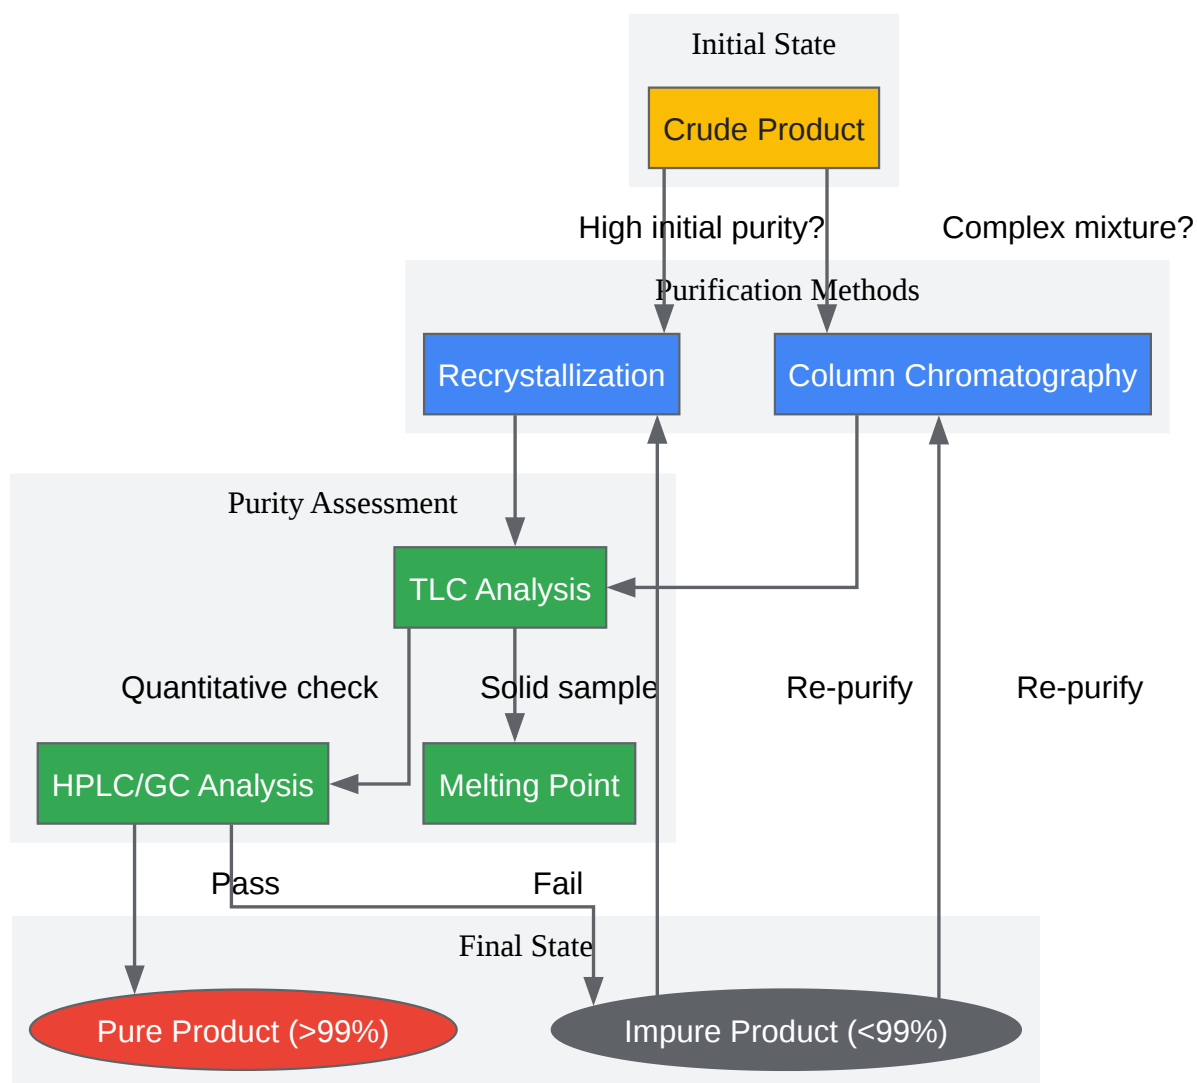 Initial State
Crude Product
High initial purity?
Complex mixture?
Purification Methods
Recrystallization
Column Chromatography
Purity Assessment
TLC Analysis
Quantitative check
Solid sample
Re-purify
Re-purify
HPLC/GC Analysis
Melting Point
Pass
Fail
Final State
Pure Product (>99%)
Impure Product (<99%)